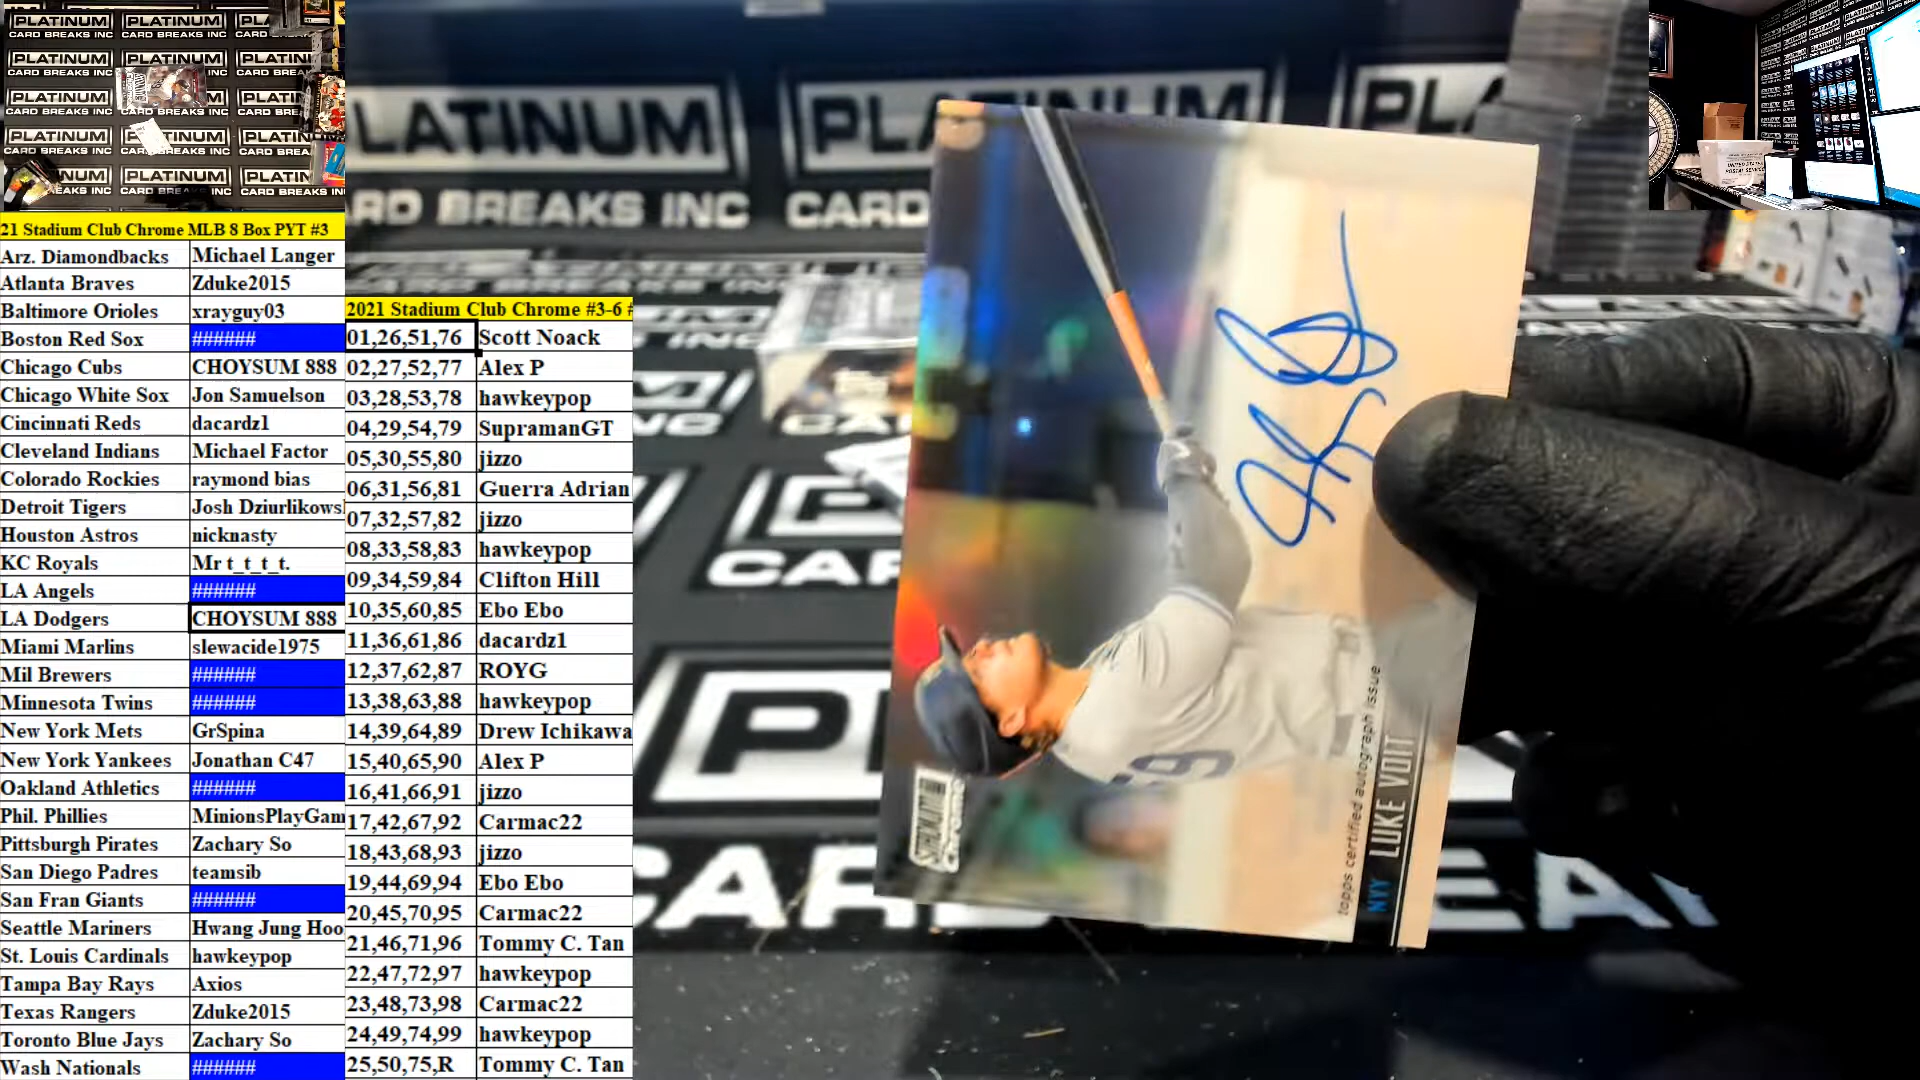 PLATINUM
CARD BREAKS INC
21 Stadium Club Chrome MLB 8 Box PYT #3
Arz. Diamondbacks Michael Langer
Atlanta Braves Zduke2015
Baltimore Orioles xrayguy03
Boston Red Sox ######
Chicago Cubs CHOYSUM 888
Chicago White Sox Jon Samuelson
Cincinnati Reds dacardz1
Cleveland Indians Michael Factor
Colorado Rockies raymond bias
Detroit Tigers Josh Dziurlikows
Houston Astros nicknasty
KC Royals Mr t_t_t_t.
LA Angels ######
LA Dodgers CHOYSUM 888
Miami Marlins slewacide1975
Mil Brewers ######
Minnesota Twins ######
New York Mets GrSpina
New York Yankees Jonathan C47
Oakland Athletics ######
Phil. Phillies MinionsPlayGam
Pittsburgh Pirates Zachary So
San Diego Padres teamsib
San Fran Giants ######
Seattle Mariners Hwang Jung Hoo
St. Louis Cardinals hawkeypop
Tampa Bay Rays Axios
Texas Rangers Zduke2015
Toronto Blue Jays Zachary So
Wash Nationals ######
2021 Stadium Club Chrome #3-6 #
01,26,51,76 Scott Noack
02,27,52,77 Alex P
03,28,53,78 hawkeypop
04,29,54,79 SupramanGT
05,30,55,80 jizzo
06,31,56,81 Guerra Adrian
07,32,57,82 jizzo
08,33,58,83 hawkeypop
09,34,59,84 Clifton Hill
10,35,60,85 Ebo Ebo
11,36,61,86 dacardz1
12,37,62,87 ROYG
13,38,63,88 hawkeypop
14,39,64,89 Drew Ichikawa
15,40,65,90 Alex P
16,41,66,91 jizzo
17,42,67,92 Carmac22
18,43,68,93 jizzo
19,44,69,94 Ebo Ebo
20,45,70,95 Carmac22
21,46,71,96 Tommy C. Tan
22,47,72,97 hawkeypop
23,48,73,98 Carmac22
24,49,74,99 hawkeypop
25,50,75,R Tommy C. Tan
STADIUM CLUB
Chrome
topps certified autograph issue
NYY LUKE VOIT
59